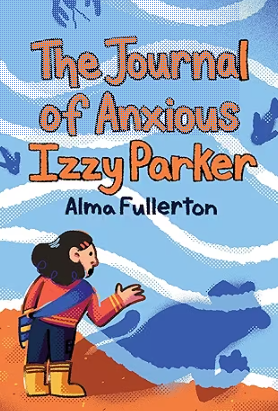 The Journal
of Anxious
Izzy Parker
Alma Fullerton